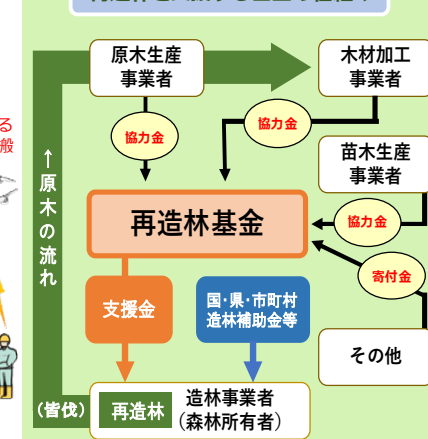 原木生産
事業者
木材加工
事業者
る
般
協力金
協力金
苗木生産
事業者
↑原木の流れ
再造林基金
協力金
寄付金
支援金
国・県・市町村
造林補助金等
その他
(皆伐)
再造林
造林事業者
(森林所有者)